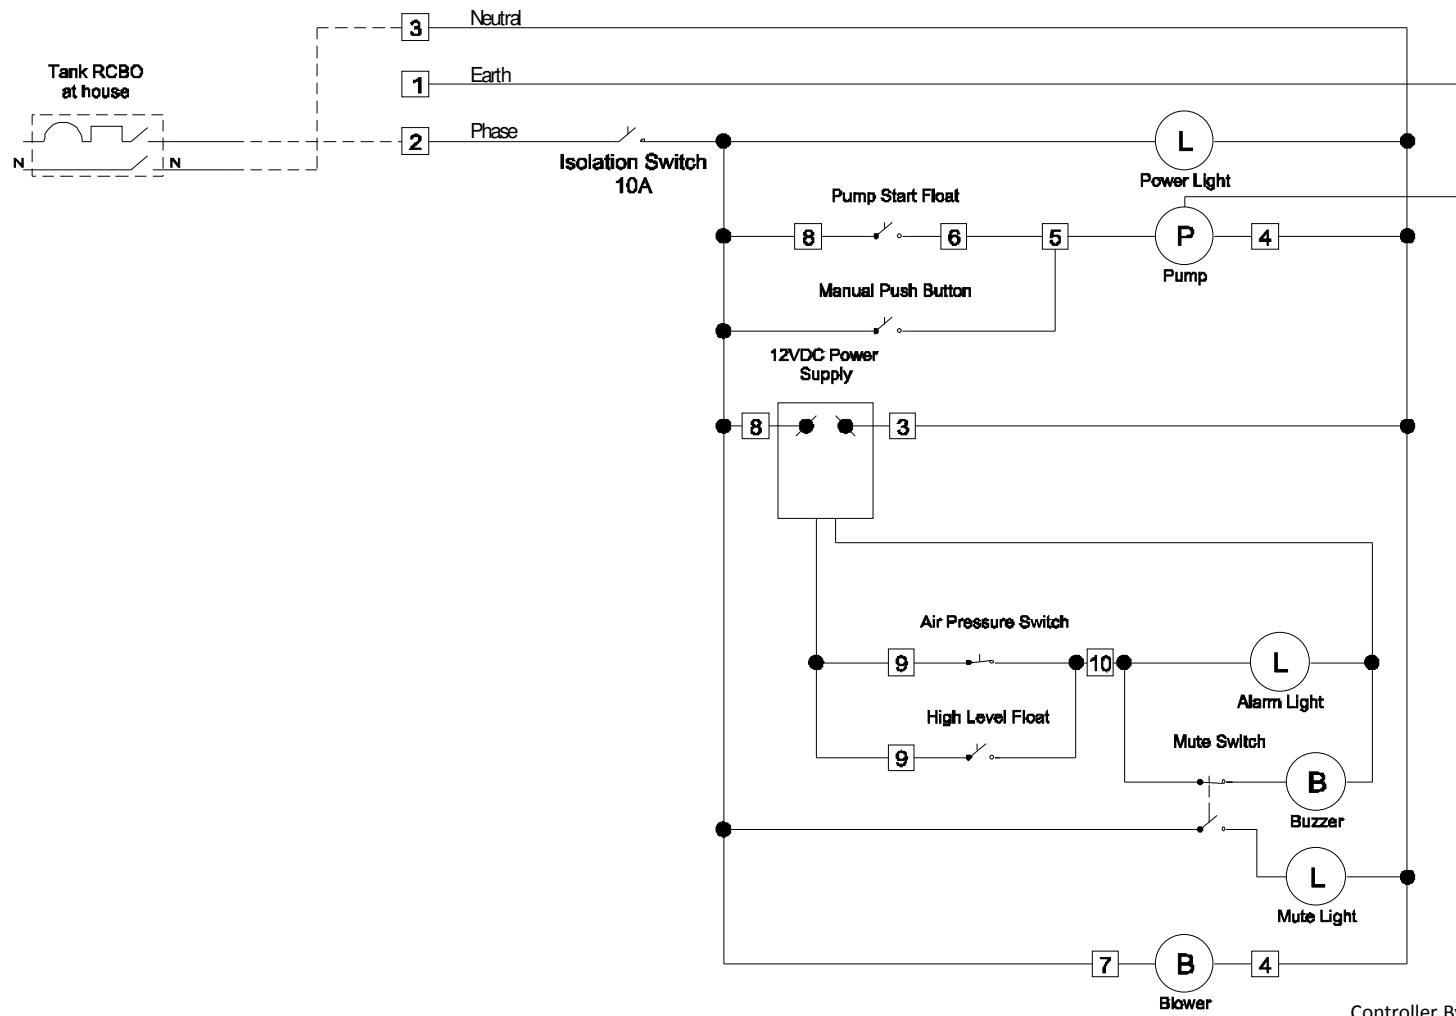 3
Neutral
Tank RCBO
at house
1
Earth
2
Phase
N
N
Isolation Switch
10A
L
Power Light
Pump Start Float
8
6
5
P
4
Pump
Manual Push Button
12VDC Power
Supply
8
3
Air Pressure Switch
9
10
L
Alarm Light
High Level Float
9
Mute Switch
B
Buzzer
L
Mute Light
7
B
4
Blower
Controller